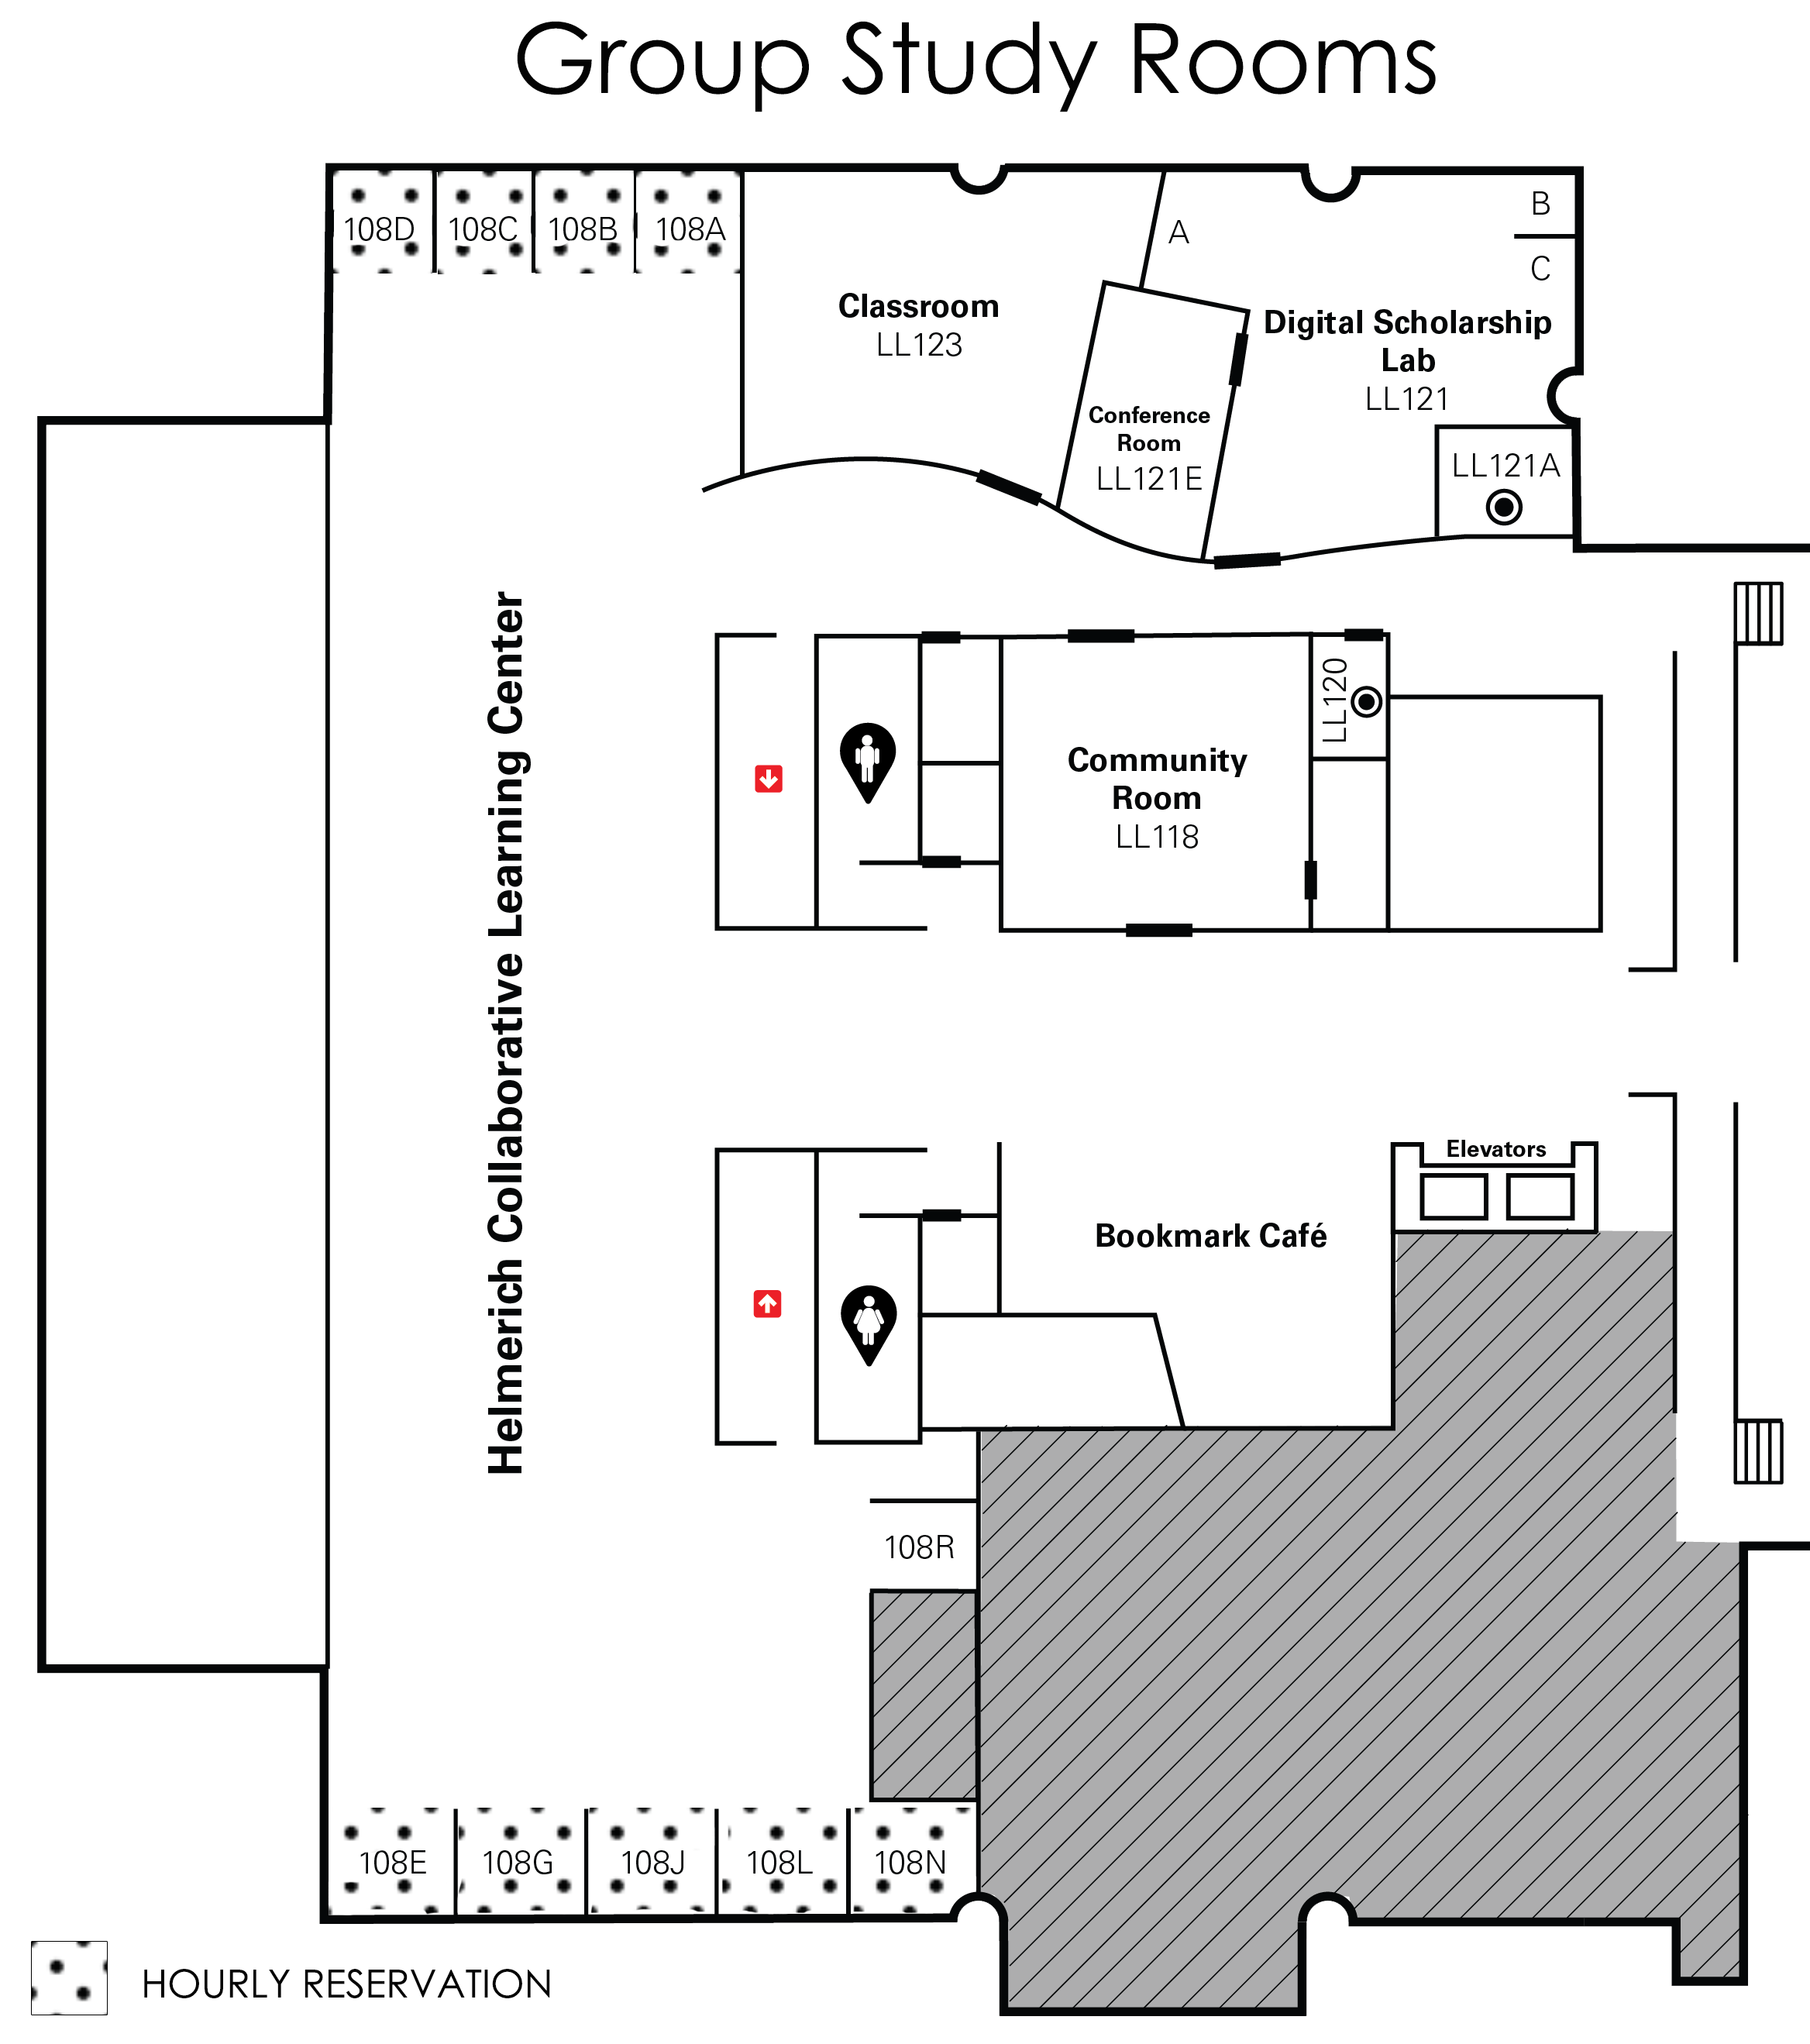 Group Study Rooms
108D
108C
108B
108A
A
B
C
Classroom
LL123
Digital Scholarship
Lab
LL121
Conference
Room
LL121E
LL121A
Helmerich Collaborative Learning Center
LL120
Community
Room
LL118
Elevators
Bookmark Café
108R
108E
108G
108J
108L
108N
HOURLY RESERVATION